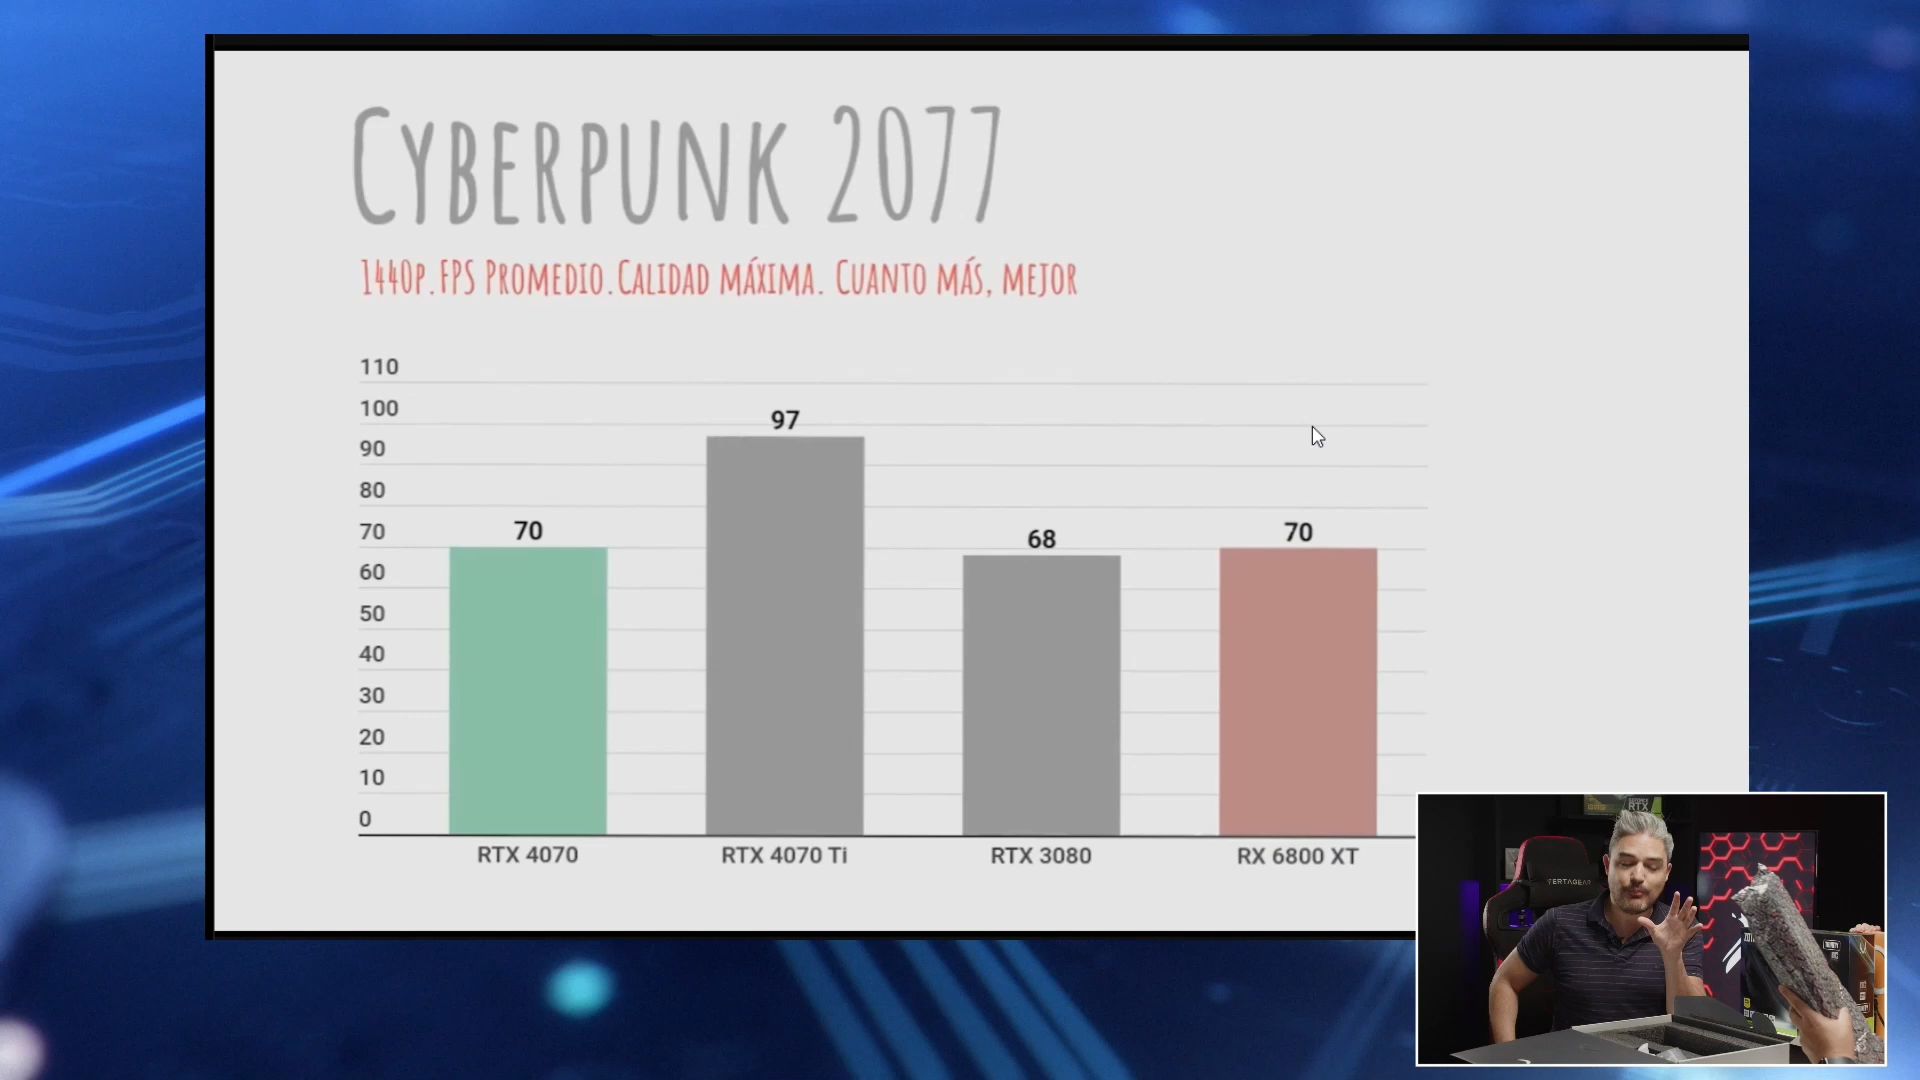 CYBERPUNK 2077
1440p. FPS PROMEDIO. CALIDAD MÁXIMA. CUANTO MÁS, MEJOR
110
100
97
90
80
70
70
68
70
60
50
40
30
20
10
0
RTX 4070
RTX 4070 Ti
RTX 3080
RX 6800 XT
RTX